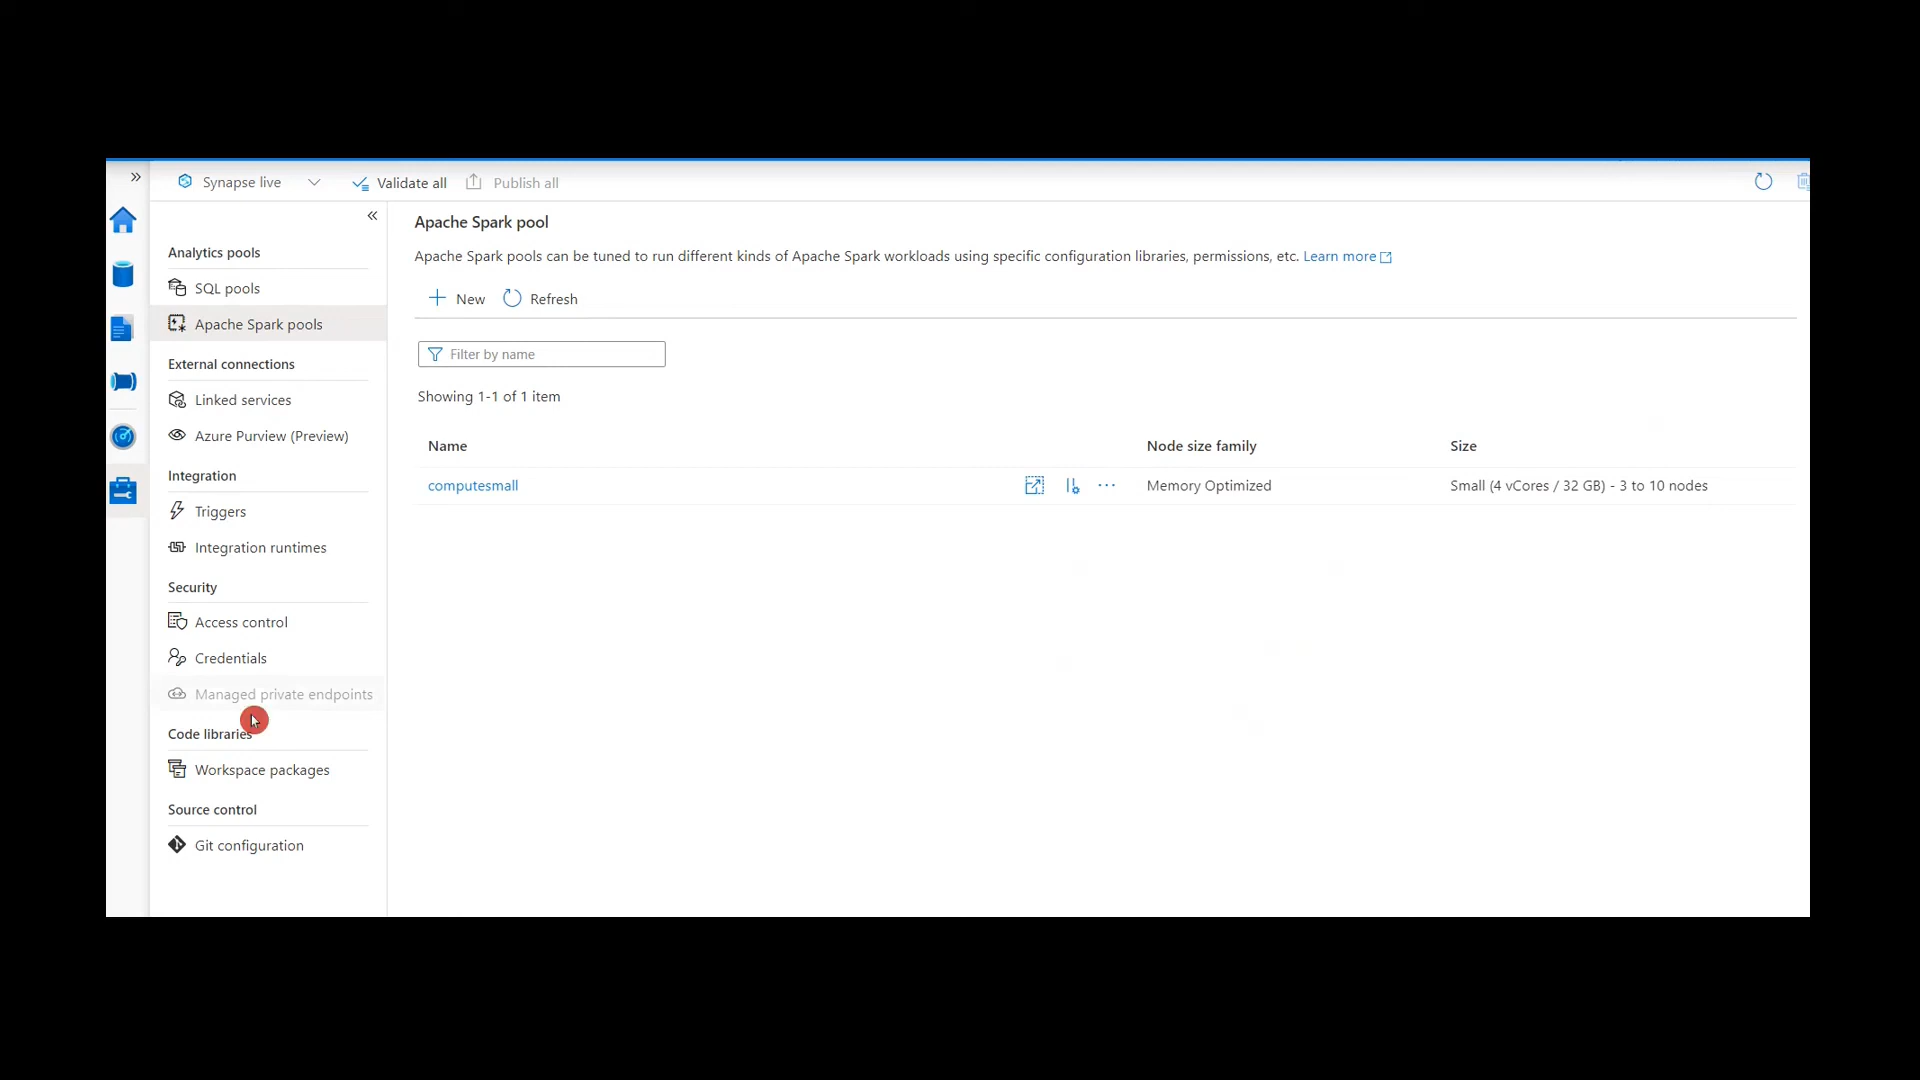 Synapse live
Validate all
Publish all
Analytics pools
SQL pools
Apache Spark pools
External connections
Linked services
Azure Purview (Preview)
Integration
Triggers
Integration runtimes
Security
Access control
Credentials
Managed private endpoints
Code libraries
Workspace packages
Source control
Git configuration
Apache Spark pool
Apache Spark pools can be tuned to run different kinds of Apache Spark workloads using specific configuration libraries, permissions, etc. Learn more
New
Refresh
Filter by name
Showing 1-1 of 1 item
Name Node size family Size
computesmall Memory Optimized Small (4 vCores / 32 GB) - 3 to 10 nodes